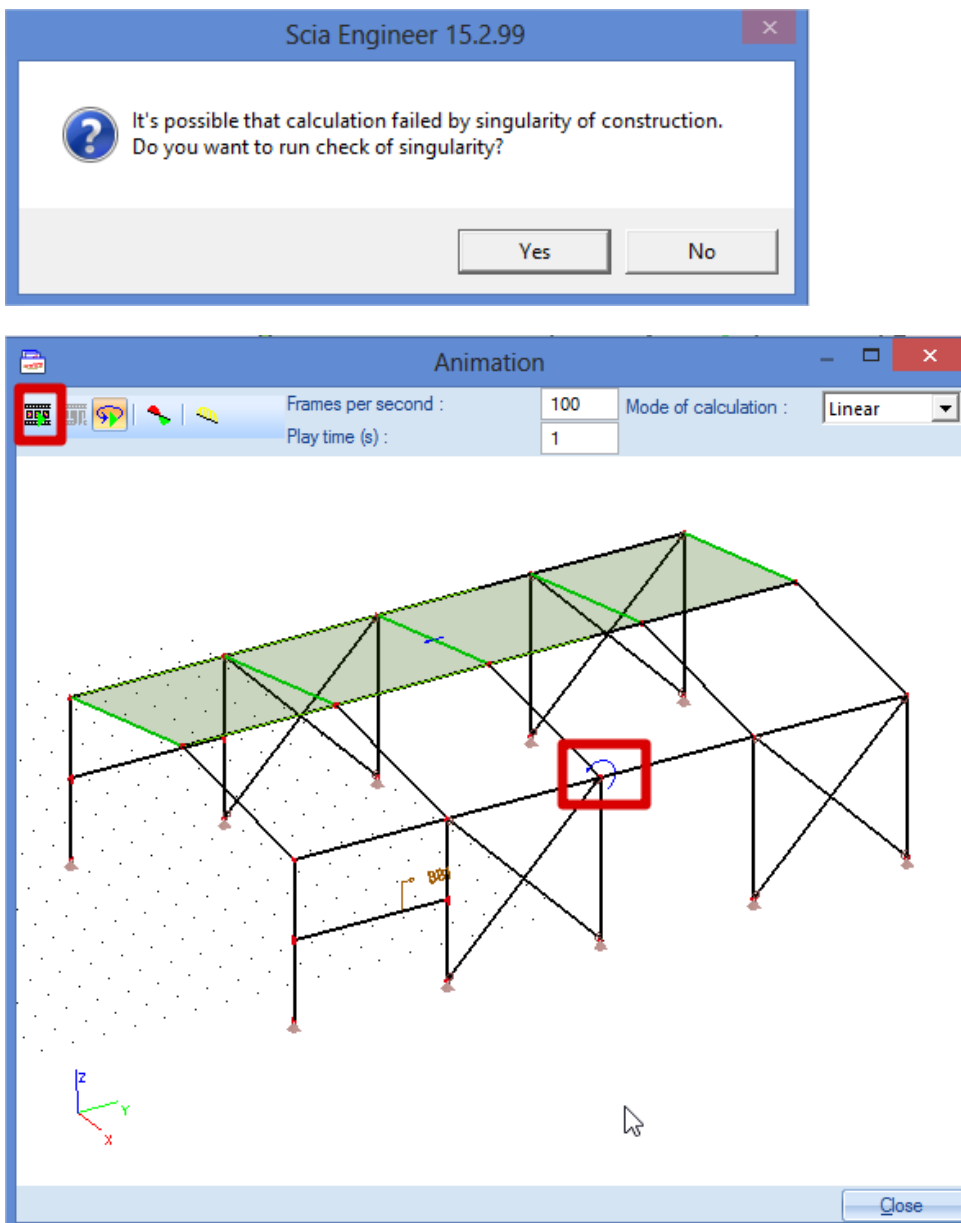 Scia Engineer 15.2.99
It's possible that calculation failed by singularity of construction.
Do you want to run check of singularity?
Yes No
Animation
Frames per second : 100 Mode of calculation : Linear
Play time (s) : 1
z
Y
X
Close